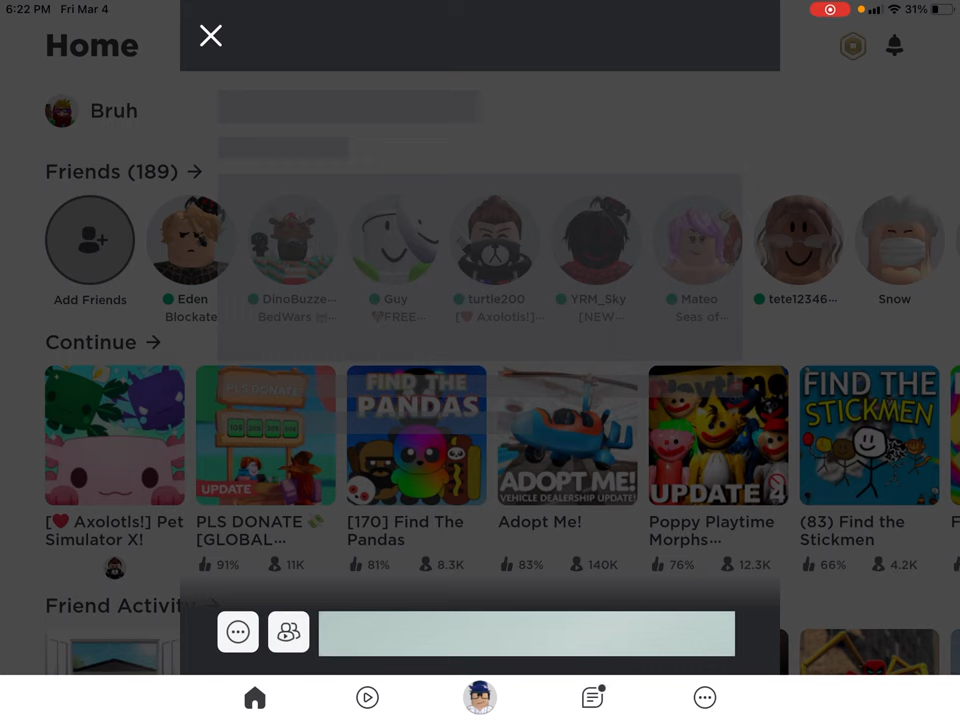 6:22 PM Fri Mar 4
31%
Home
Bruh
Friends (189) →
Add Friends
Eden
Blockate
DinoBuzze...
BedWars
Guy
FREE...
turtle200
[❤ Axolotls!]...
YRM_Sky
[NEW...
Mateo
Seas of...
tete12346...
Snow
Continue →
PLS DONATE
10$
UPDATE
FIND THE
PANDAS
ADOPT ME!
VEHICLE DEALERSHIP UPDATE!
Playtime
UPDATE 4
FIND THE
STICKMEN
[❤ Axolotls!] Pet
Simulator X!
PLS DONATE 💸
[GLOBAL...
91% 11K
[170] Find The
Pandas
81% 8.3K
Adopt Me!
83% 140K
Poppy Playtime
Morphs...
76% 12.3K
(83) Find the
Stickmen
66% 4.2K
Friend Activity →